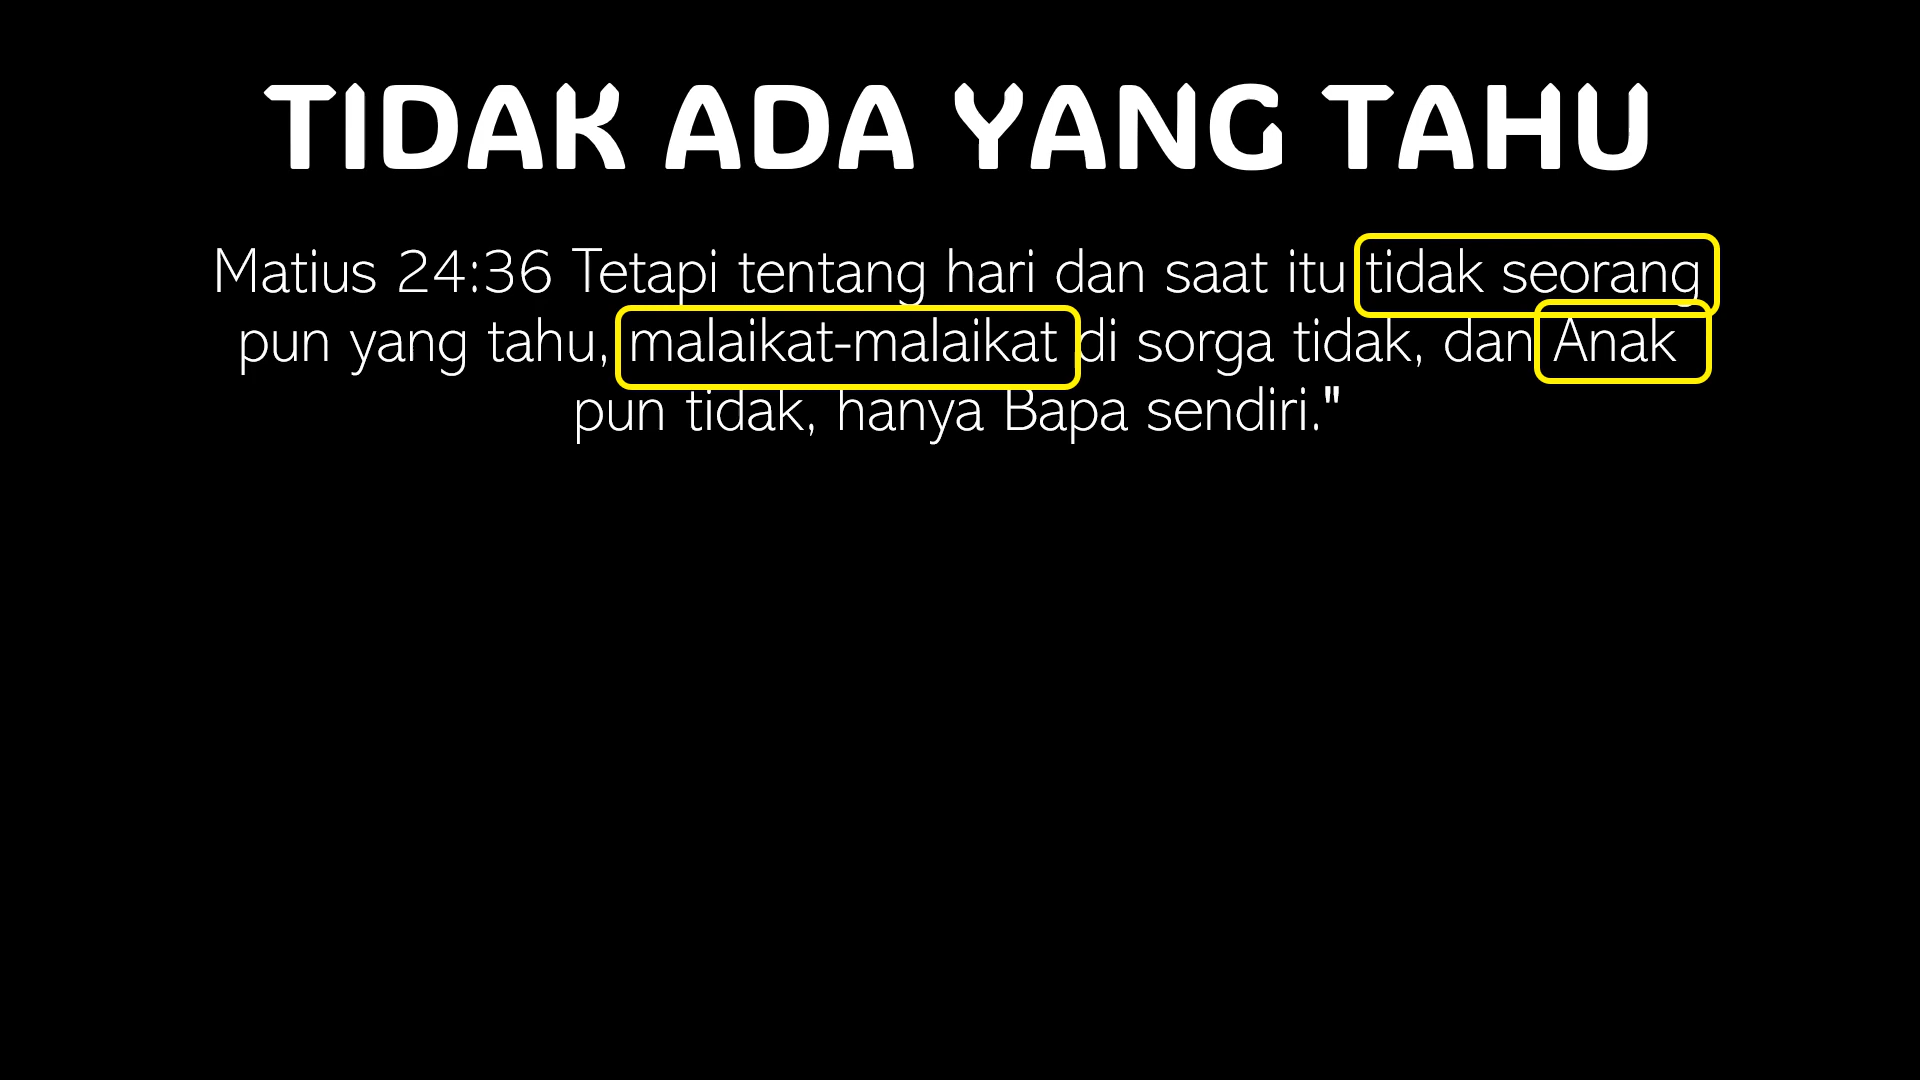 TIDAK ADA YANG TAHU
Matius 24:36 Tetapi tentang hari dan saat itu tidak seorang
pun yang tahu, malaikat-malaikat di sorga tidak, dan Anak
pun tidak, hanya Bapa sendiri."